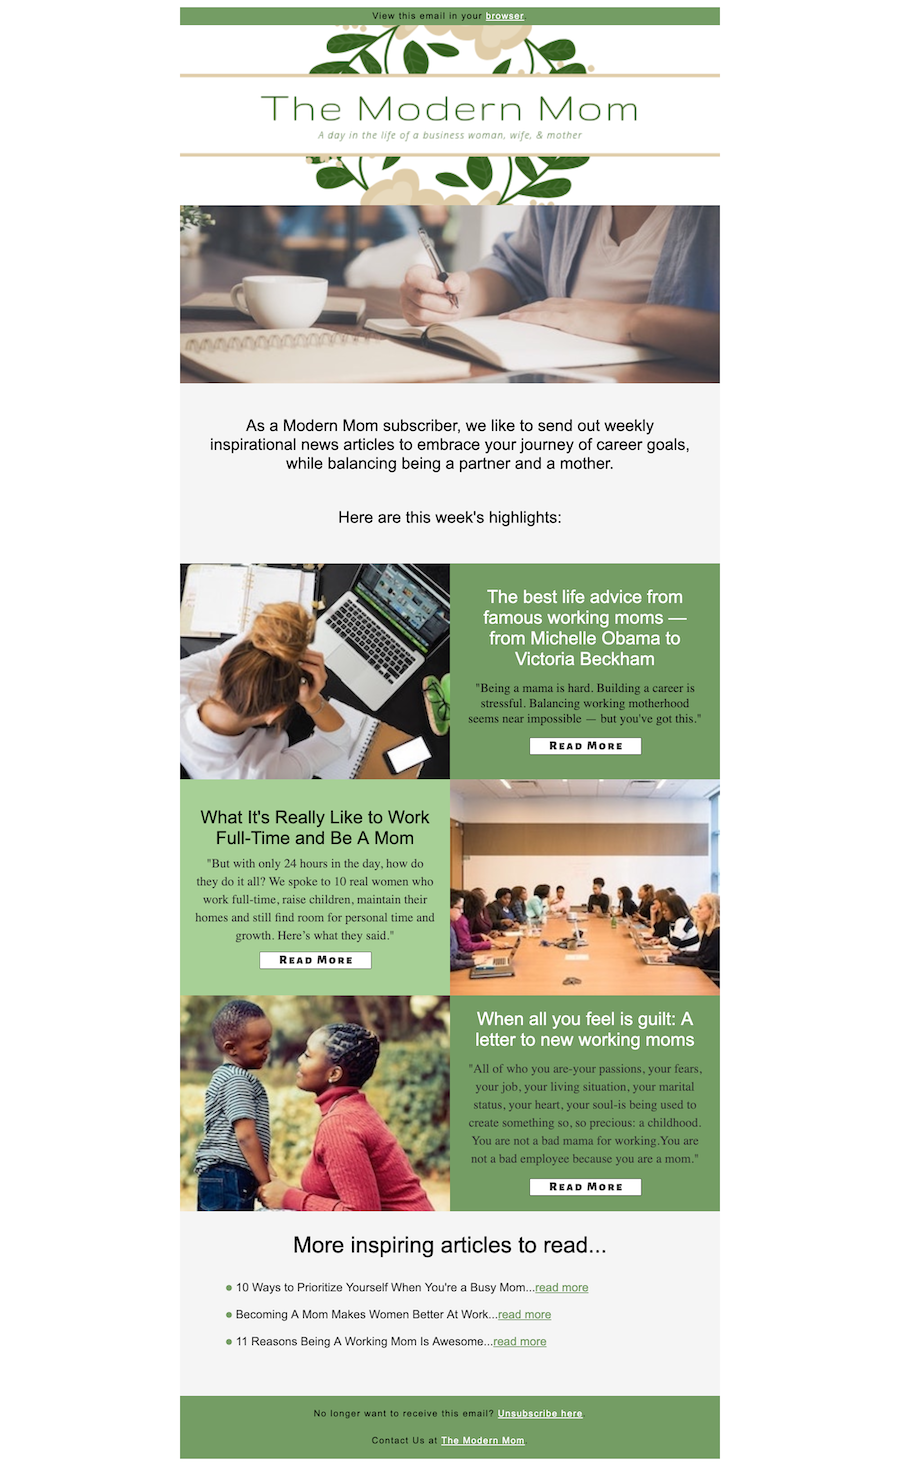 View this email in your browser.
The Modern Mom
A day in the life of a business woman, wife, & mother
As a Modern Mom subscriber, we like to send out weekly
inspirational news articles to embrace your journey of career goals,
while balancing being a partner and a mother.
Here are this week's highlights:
The best life advice from
famous working moms —
from Michelle Obama to
Victoria Beckham
"Being a mama is hard. Building a career is
stressful. Balancing working motherhood
seems near impossible — but you've got this."
Read More
What It's Really Like to Work
Full-Time and Be A Mom
"But with only 24 hours in the day, how do
they do it all? We spoke to 10 real women who
work full-time, raise children, maintain their
homes and still find room for personal time and
growth. Here's what they said."
Read More
When all you feel is guilt: A
letter to new working moms
"All of who you are-your passions, your fears,
your job, your living situation, your marital
status, your heart, your soul-is being used to
create something so, so precious: a childhood.
You are not a bad mama for working.You are
not a bad employee because you are a mom."
Read More
More inspiring articles to read...
10 Ways to Prioritize Yourself When You're a Busy Mom...read more
Becoming A Mom Makes Women Better At Work...read more
11 Reasons Being A Working Mom Is Awesome...read more
No longer want to receive this email? Unsubscribe here.
Contact Us at The Modern Mom.